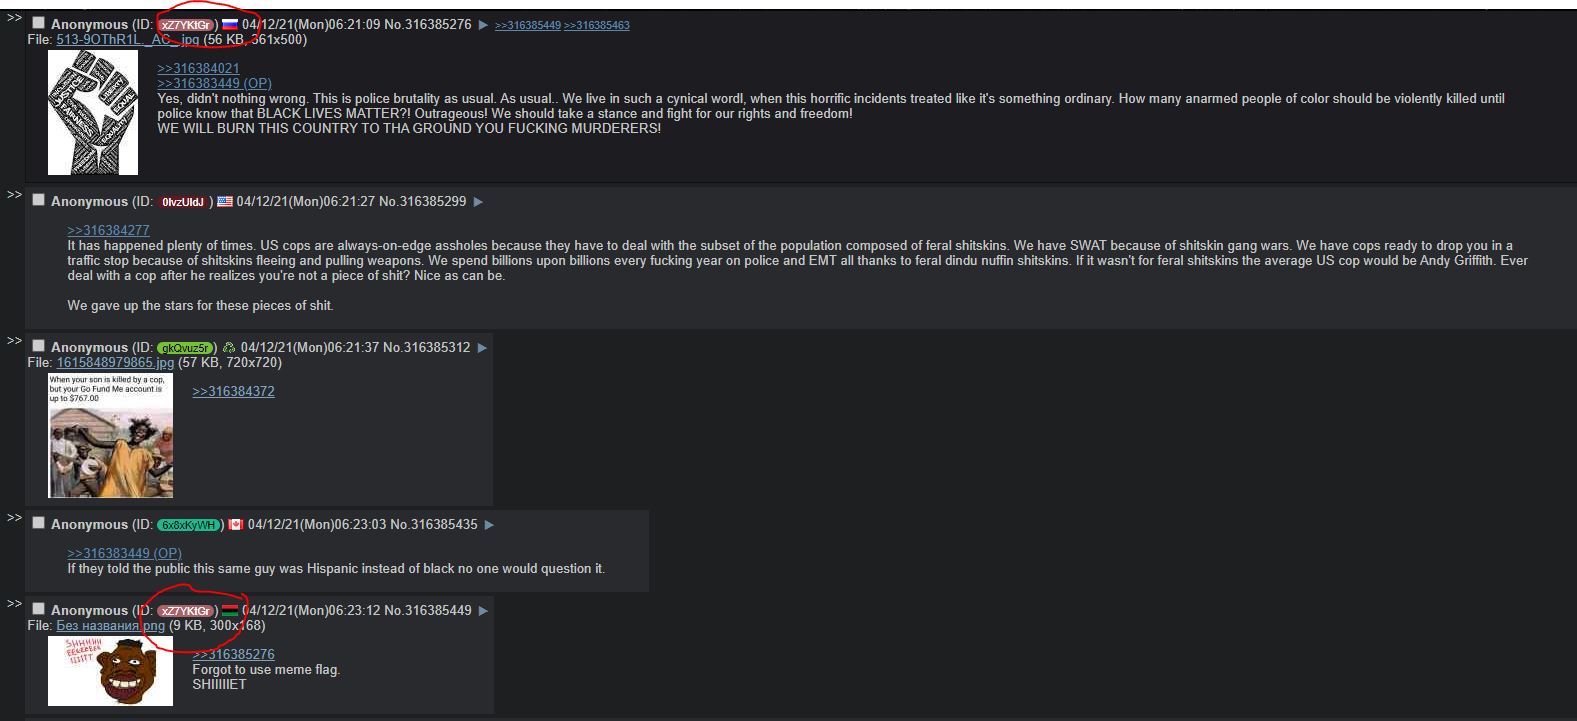 >> Anonymous (ID: xZ7YKtGr) 04/12/21(Mon)06:21:09 No.316385276 ▶ >>316385449 >>316385463
File: 513-9OThR1L._AC_.jpg (56 KB, 361x500)
JUSTICE
LIBERTY
EQUAL
EQUALITY
>>316384021
>>316383449 (OP)
Yes, didn't nothing wrong. This is police brutality as usual. As usual.. We live in such a cynical wordl, when this horrific incidents treated like it's something ordinary. How many anarmed people of color should be violently killed until
police know that BLACK LIVES MATTER?! Outrageous! We should take a stance and fight for our rights and freedom!
WE WILL BURN THIS COUNTRY TO THA GROUND YOU FUCKING MURDERERS!
>> Anonymous (ID: 0IvzUIdJ ) 04/12/21(Mon)06:21:27 No.316385299 ▶
>>316384277
It has happened plenty of times. US cops are always-on-edge assholes because they have to deal with the subset of the population composed of feral shitskins. We have SWAT because of shitskin gang wars. We have cops ready to drop you in a
traffic stop because of shitskins fleeing and pulling weapons. We spend billions upon billions every fucking year on police and EMT all thanks to feral dindu nuffin shitskins. If it wasn't for feral shitskins the average US cop would be Andy Griffith. Ever
deal with a cop after he realizes you're not a piece of shit? Nice as can be.
We gave up the stars for these pieces of shit.
>> Anonymous (ID: gkQvuz5r) 04/12/21(Mon)06:21:37 No.316385312 ▶
File: 1615848979865.jpg (57 KB, 720x720)
When your son is killed by a cop,
but your Go Fund Me account is
up to $767.00
>>316384372
>> Anonymous (ID: 6x8xKyWH) 04/12/21(Mon)06:23:03 No.316385435 ▶
>>316383449 (OP)
If they told the public this same guy was Hispanic instead of black no one would question it.
>> Anonymous (ID: xZ7YKtGr) 04/12/21(Mon)06:23:12 No.316385449 ▶
File: Без названия.png (9 KB, 300x168)
SHHHHH
EEEEEEE
IIIITT
>>316385276
Forgot to use meme flag.
SHIIIIIET